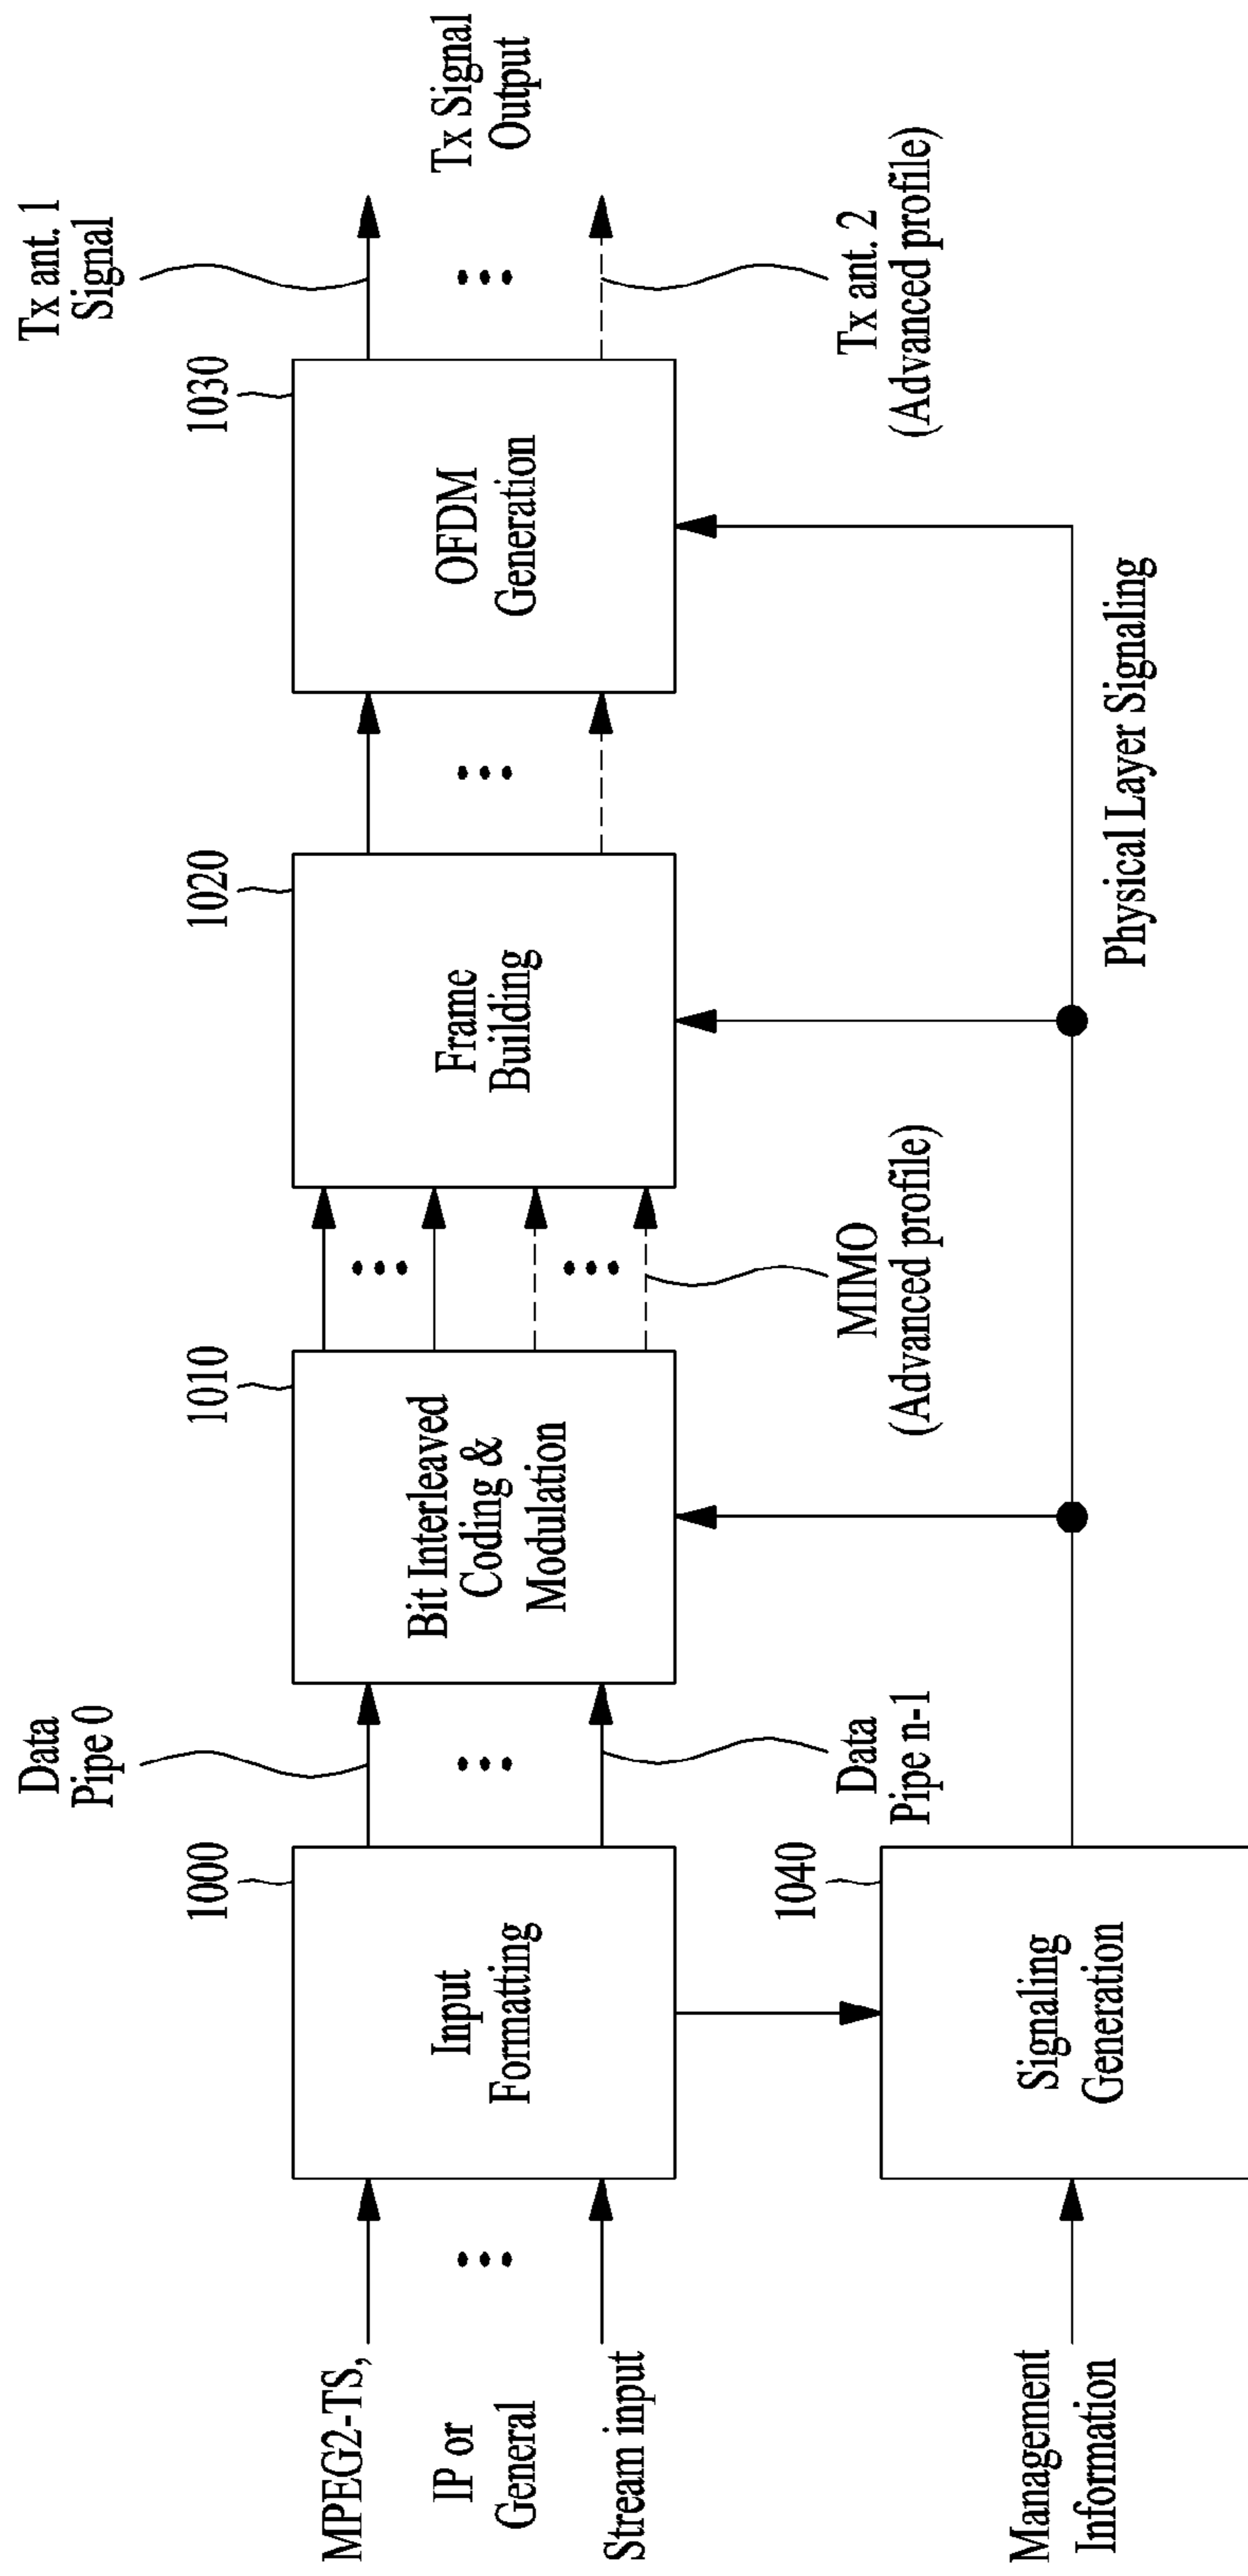 Tx ant. 1
Signal
Data
Pipe 0
1000
1010
1020
1030
MPEG2-TS,
IP or
General
Stream input
Input
Formatting
Bit Interleaved
Coding &
Modulation
Frame
Building
OFDM
Generation
Tx Signal
Output
Data
Pipe n-1
MIMO
(Advanced profile)
Tx ant. 2
(Advanced profile)
1040
Management
Information
Signaling
Generation
Physical Layer Signaling